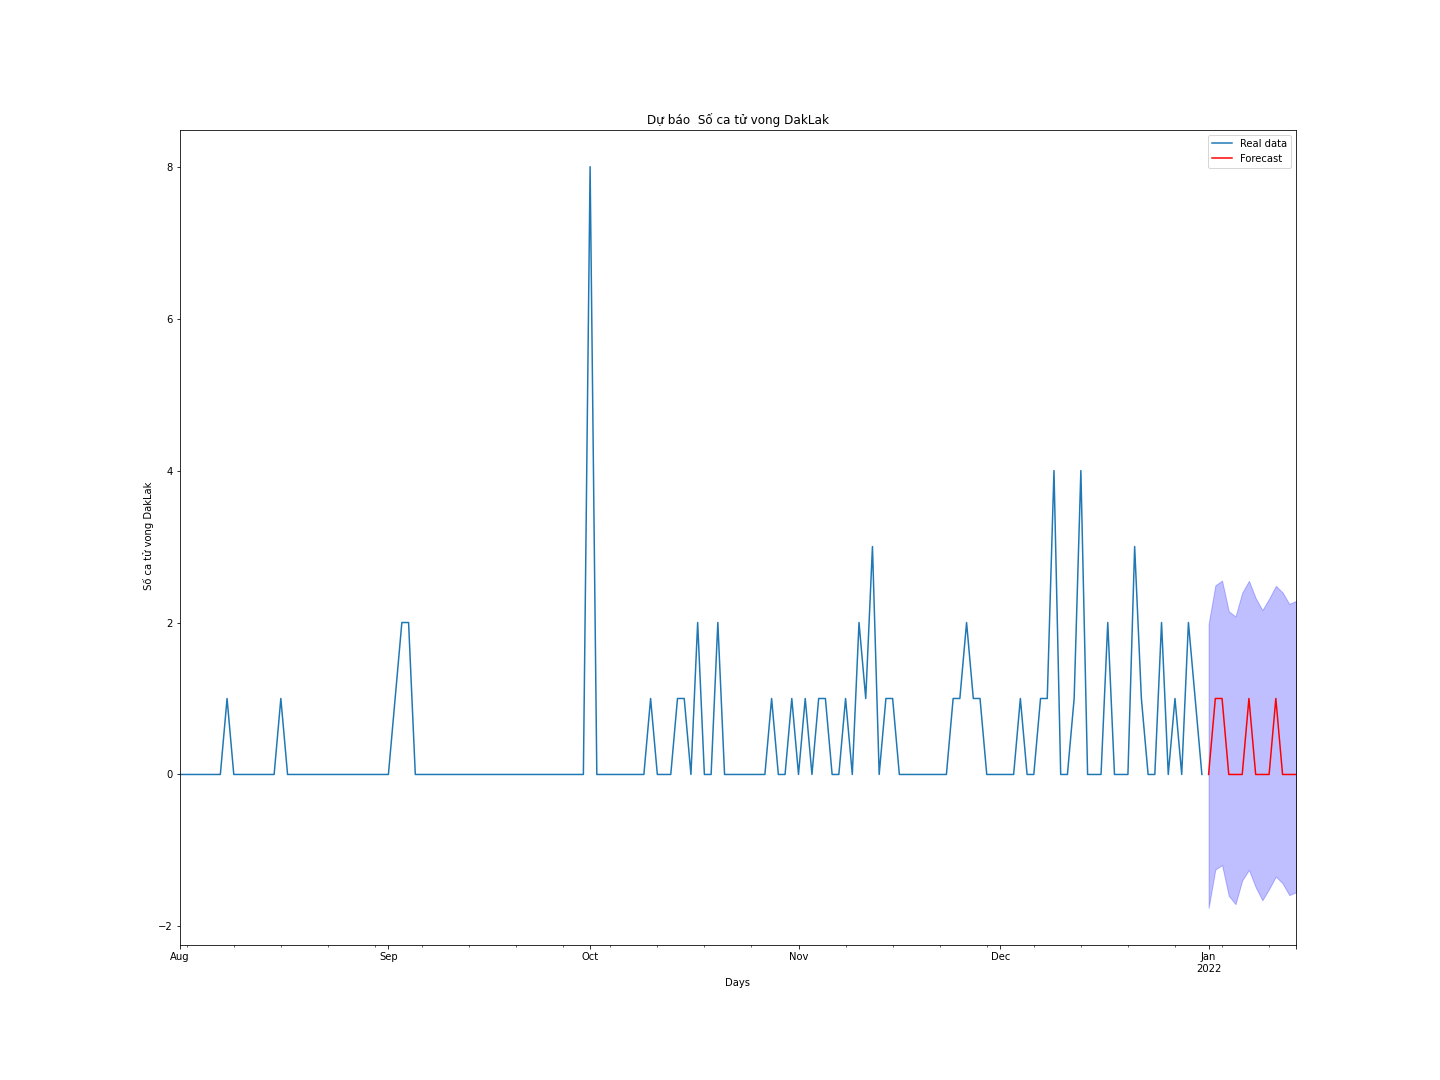 Dự báo  Số ca tử vong DakLak
Real data
Forecast
8
6
4
2
0
−2
Số ca tử vong DakLak
Aug
Sep
Oct
Nov
Dec
Jan
2022
Days